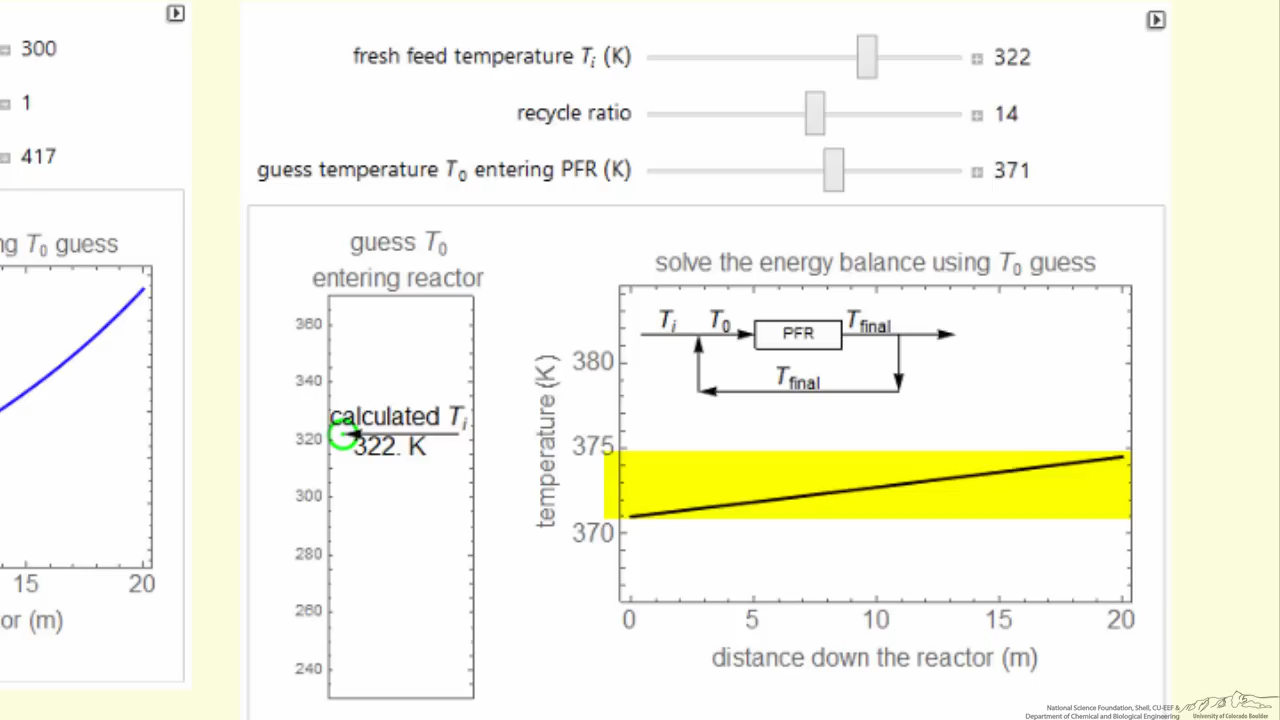 300
1
417
ng T0 guess
15
20
or (m)
fresh feed temperature Ti (K)
322
recycle ratio
14
guess temperature T0 entering PFR (K)
371
guess T0
entering reactor
360
340
320
300
280
260
240
calculated Ti
322. K
solve the energy balance using T0 guess
Ti
T0
PFR
Tfinal
Tfinal
temperature (K)
380
375
370
0
5
10
15
20
distance down the reactor (m)
National Science Foundation, Shell, CU-EEF &
Department of Chemical and Biological Engineering
University of Colorado Boulder